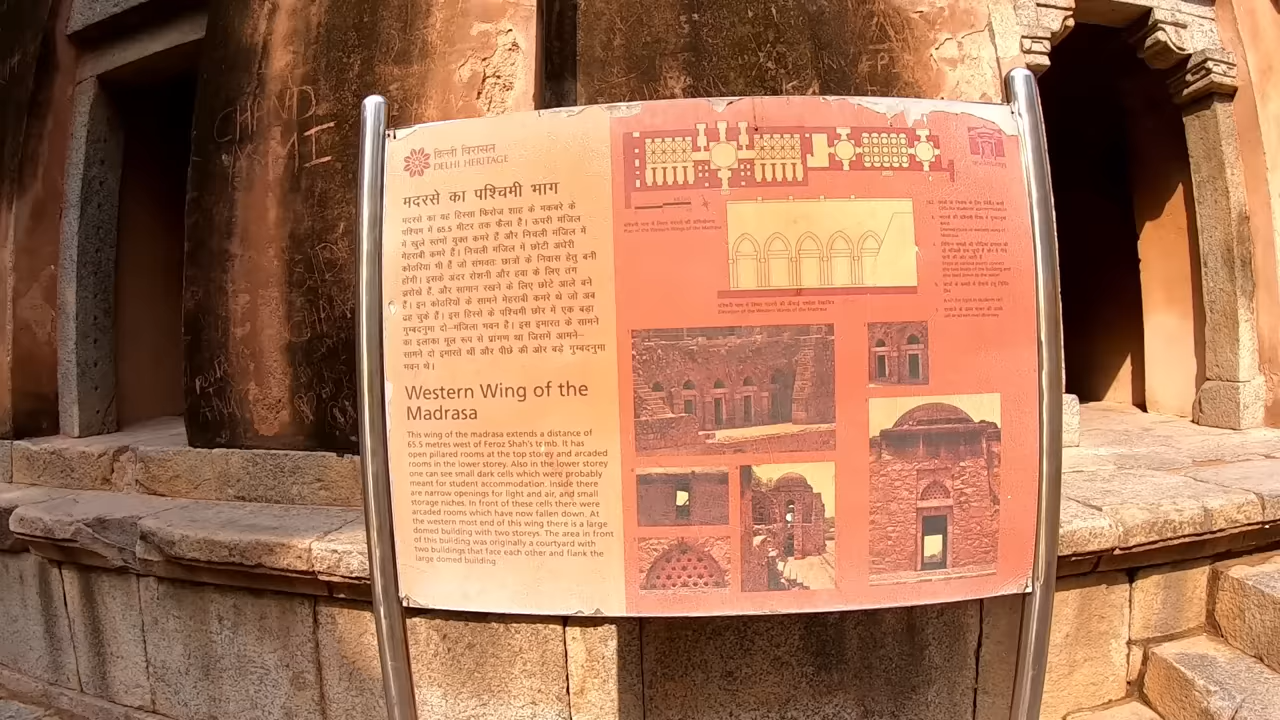 CHAND
दिल्ली विरासत
DELHI HERITAGE
मदरसे का पश्चिमी भाग
मदरसे का यह हिस्सा फिरोज शाह के मकबरे के
पश्चिम में 65.5 मीटर तक फैला है। ऊपरी मंजिल
में खुले स्तम्भों युक्त कमरे हैं और निचली मंजिल में
मेहराबी कमरे हैं। निचली मंजिल में छोटी अंधेरी
कोठरियां भी हैं, जो संभवतः छात्रों के निवास हेतु बनी
होंगी। इसके अंदर रोशनी और हवा के लिए तंग
झरोखे हैं, और सामान रखने के लिए छोटे आले बने
हैं। इन कोठरियों के सामने मेहराबी कमरे थे जो अब
ढह चुके हैं। इस हिस्से के पश्चिमी छोर में एक बड़ा
गुम्बदनुमा दो-मंजिला भवन है। इस इमारत के सामने
का इलाका मूल रूप से प्रांगण था जिसमें आमने-
सामने दो इमारतें थीं और पीछे की ओर बड़े गुम्बदनुमा
भवन थे।
Western Wing of the
Madrasa
This wing of the madrasa extends a distance of
65.5 metres west of Feroz Shah's tomb. It has
open pillared rooms at the top storey and arcaded
rooms in the lower storey. Also in the lower storey
one can see small dark cells which were probably
meant for student accommodation. Inside there
are narrow openings for light and air, and small
storage niches. In front of these cells there were
arcaded rooms which have now fallen down. At
the western most end of this wing there is a large
domed building with two storeys. The area in front
of this building was originally a courtyard with
two buildings that face each other and flank the
large domed building
Plan of the Western Wings of the Madrasa
Elevation of the Western Wings of the Madrasa